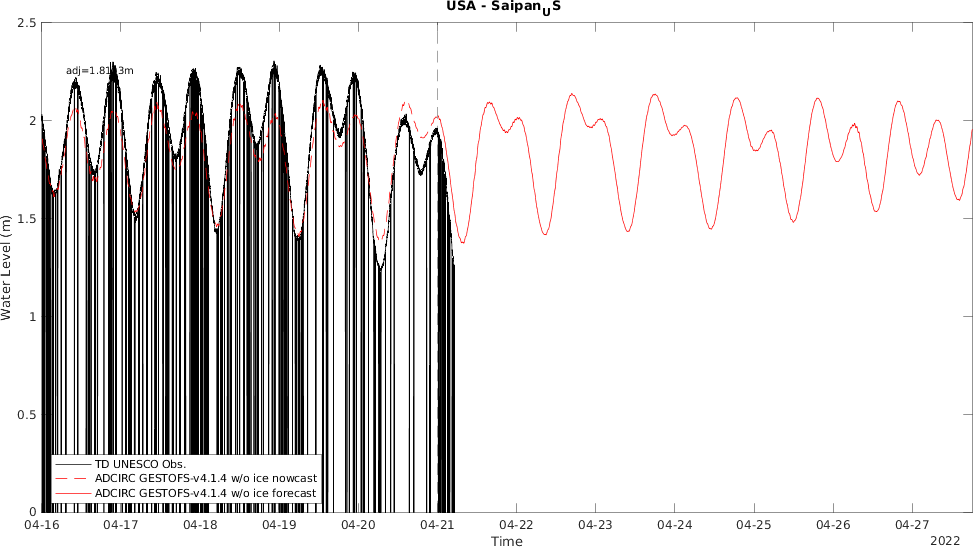 USA - Saipan_US
2.5
adj=1.81 3m
2
1.5
Water Level (m)
1
0.5
TD UNESCO Obs.
ADCIRC GESTOFS-v4.1.4 w/o ice nowcast
ADCIRC GESTOFS-v4.1.4 w/o ice forecast
0
04-16 04-17 04-18 04-19 04-20 04-21 04-22 04-23 04-24 04-25 04-26 04-27
Time
2022